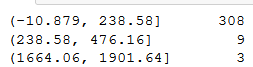 (-10.879, 238.58] 308
(238.58, 476.16] 9
(1664.06, 1901.64] 3